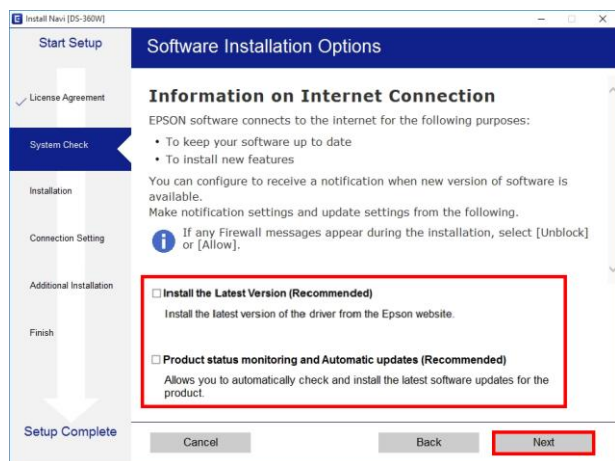 Install Navi [DS-360W]
Start Setup
License Agreement
System Check
Installation
Connection Setting
Additional Installation
Finish
Setup Complete
Software Installation Options
Information on Internet Connection
EPSON software connects to the internet for the following purposes:
• To keep your software up to date
• To install new features
You can configure to receive a notification when new version of software is
available.
Make notification settings and update settings from the following.
If any Firewall messages appear during the installation, select [Unblock]
or [Allow].
Install the Latest Version (Recommended)
Install the latest version of the driver from the Epson website.
Product status monitoring and Automatic updates (Recommended)
Allows you to automatically check and install the latest software updates for the
product.
Cancel
Back
Next